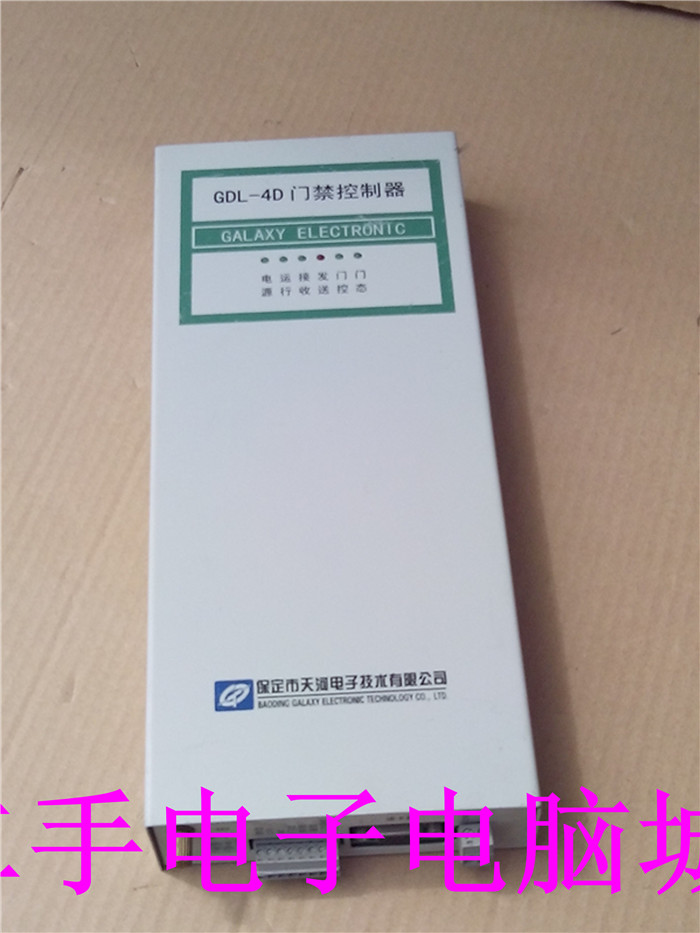 GDL-4D 门禁控制器
GALAXY ELECTRONIC
电 运 接 发 门 门
源 行 收 送 控 态
保定市天河电子技术有限公司
BAODING GALAXY ELECTRONIC TECHNOLOGY CO., LTD.
手电子电脑城